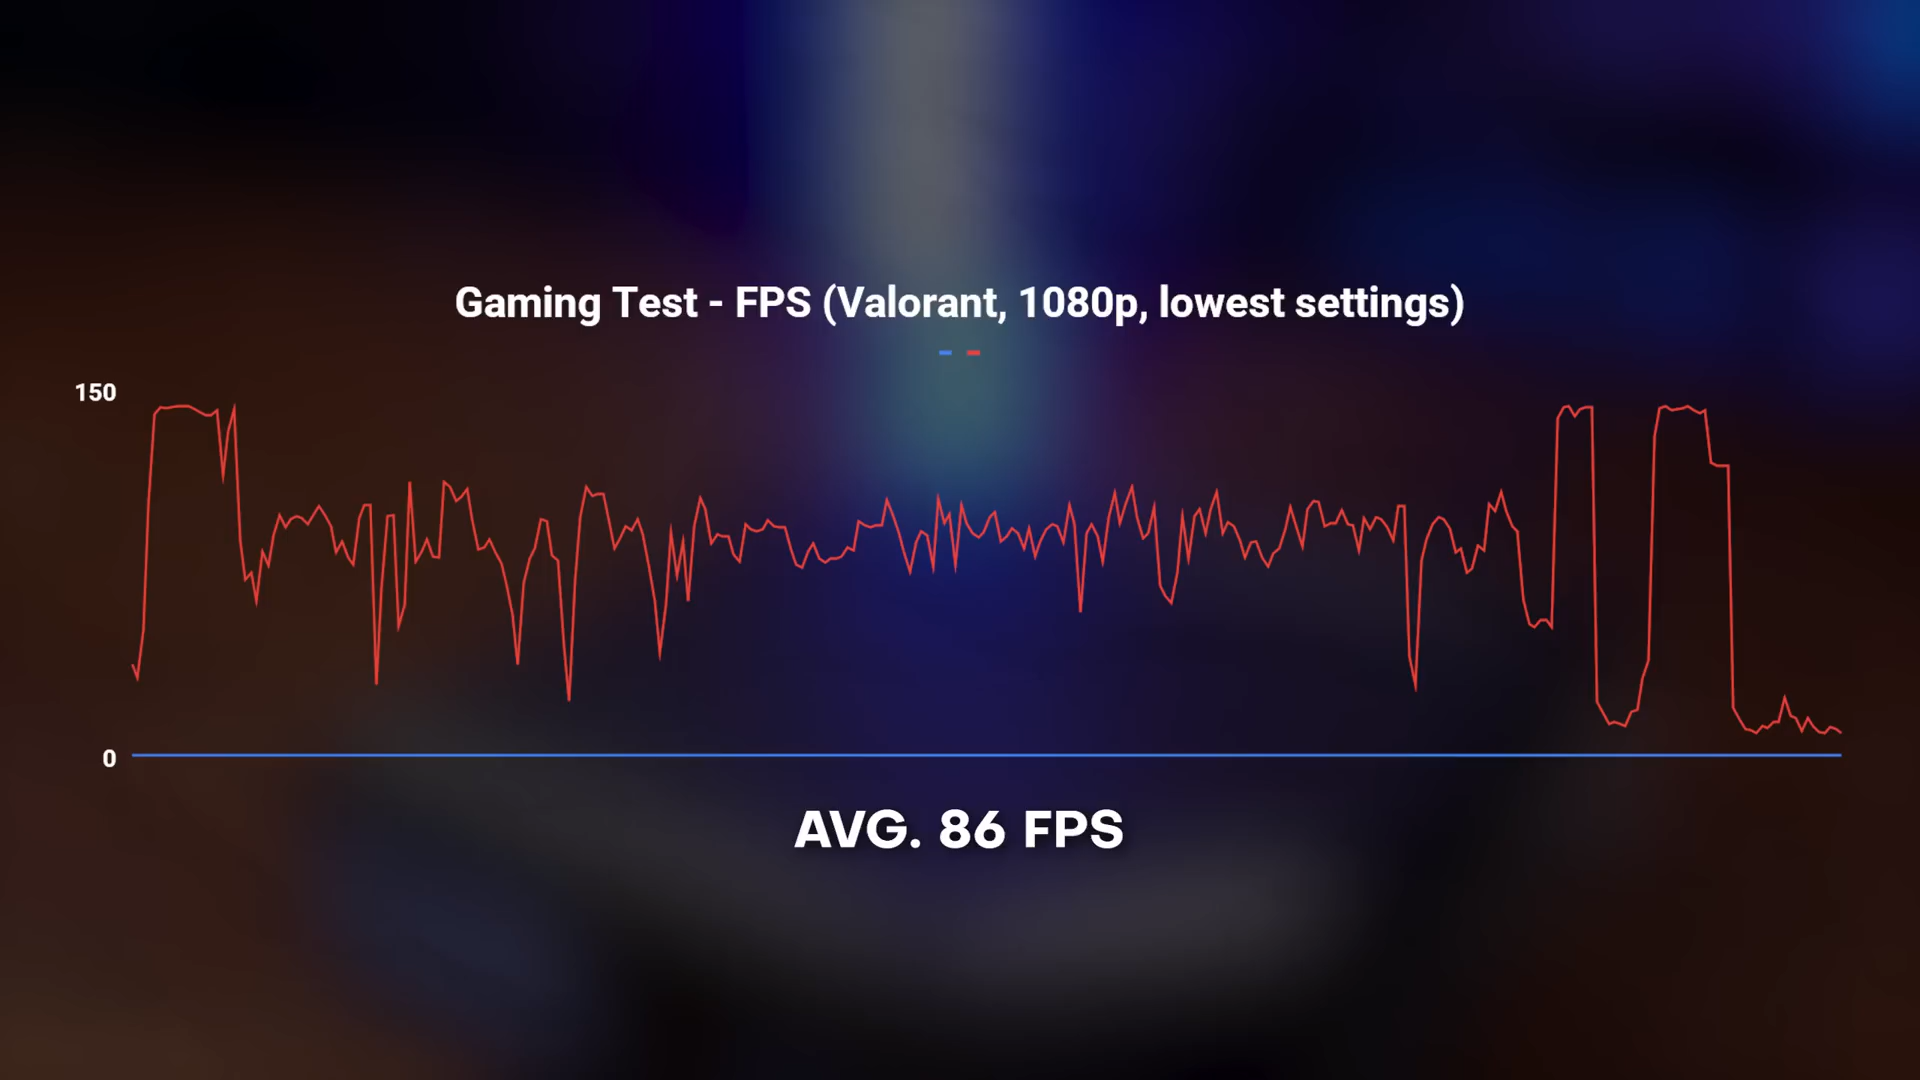 Gaming Test - FPS (Valorant, 1080p, lowest settings)
150
0
AVG. 86 FPS